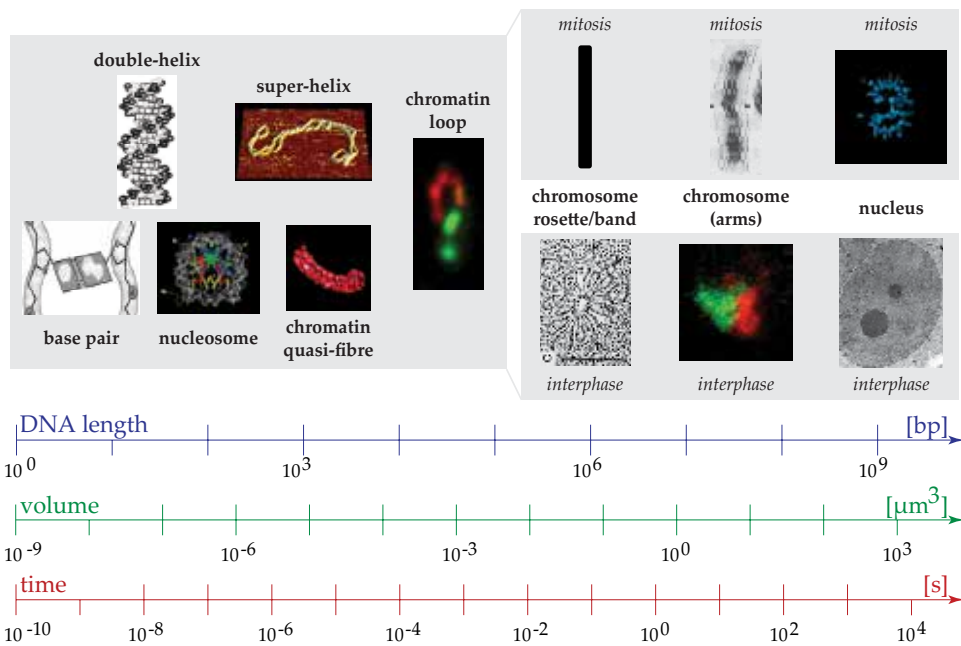 mitosis
mitosis
mitosis
double-helix
super-helix
chromatin
loop
chromosome
rosette/band
chromosome
(arms)
nucleus
base pair
nucleosome
chromatin
quasi-fibre
interphase
interphase
interphase
DNA length
[bp]
10^0
10^3
10^6
10^9
volume
[µm^3]
10^-9
10^-6
10^-3
10^0
10^3
time
[s]
10^-10
10^-8
10^-6
10^-4
10^-2
10^0
10^2
10^4